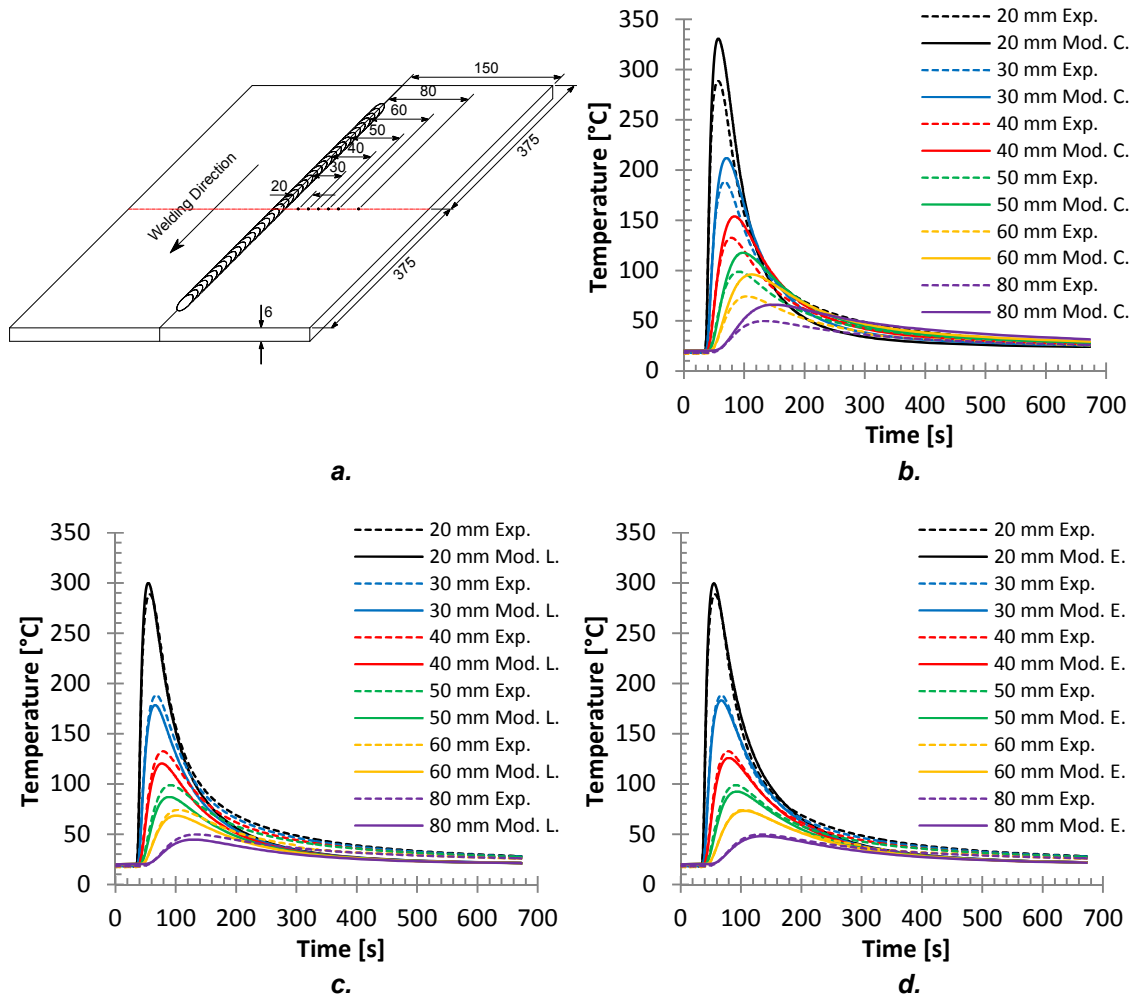 150
80
60
50
40
30
20
375
375
Welding Direction
6
a.
Temperature [°C]
350
300
250
200
150
100
50
0
0 100 200 300 400 500 600 700
Time [s]
20 mm Exp.
20 mm Mod. C.
30 mm Exp.
30 mm Mod. C.
40 mm Exp.
40 mm Mod. C.
50 mm Exp.
50 mm Mod. C.
60 mm Exp.
60 mm Mod. C.
80 mm Exp.
80 mm Mod. C.
b.
Temperature [°C]
350
300
250
200
150
100
50
0
0 100 200 300 400 500 600 700
Time [s]
20 mm Exp.
20 mm Mod. L.
30 mm Exp.
30 mm Mod. L.
40 mm Exp.
40 mm Mod. L.
50 mm Exp.
50 mm Mod. L.
60 mm Exp.
60 mm Mod. L.
80 mm Exp.
80 mm Mod. L.
c.
Temperature [°C]
350
300
250
200
150
100
50
0
0 100 200 300 400 500 600 700
Time [s]
20 mm Exp.
20 mm Mod. E.
30 mm Exp.
30 mm Mod. E.
40 mm Exp.
40 mm Mod. E.
50 mm Exp.
50 mm Mod. E.
60 mm Exp.
60 mm Mod. E.
80 mm Exp.
80 mm Mod. E.
d.